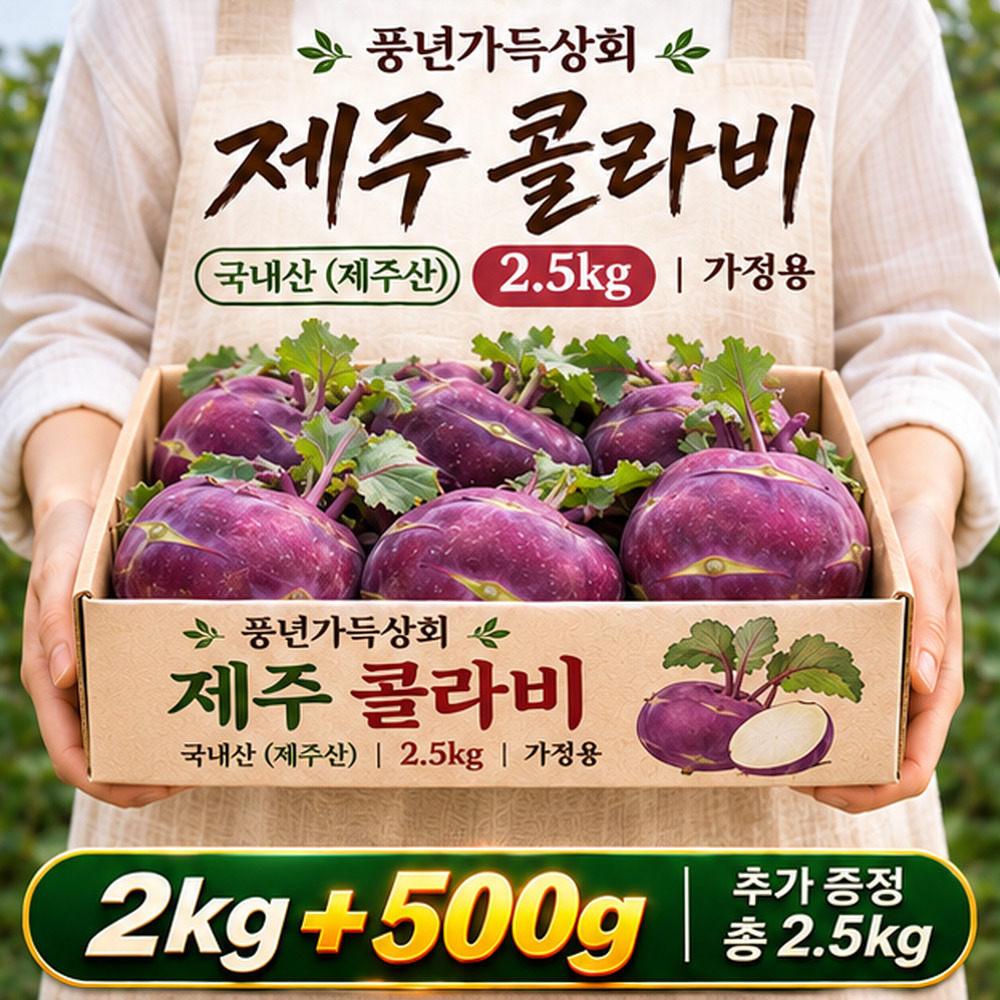 풍년가득상회
제주 콜라비
국내산 (제주산) 2.5kg | 가정용
풍년가득상회
제주 콜라비
국내산 (제주산) | 2.5kg | 가정용
2kg+500g | 추가 증정
총 2.5kg